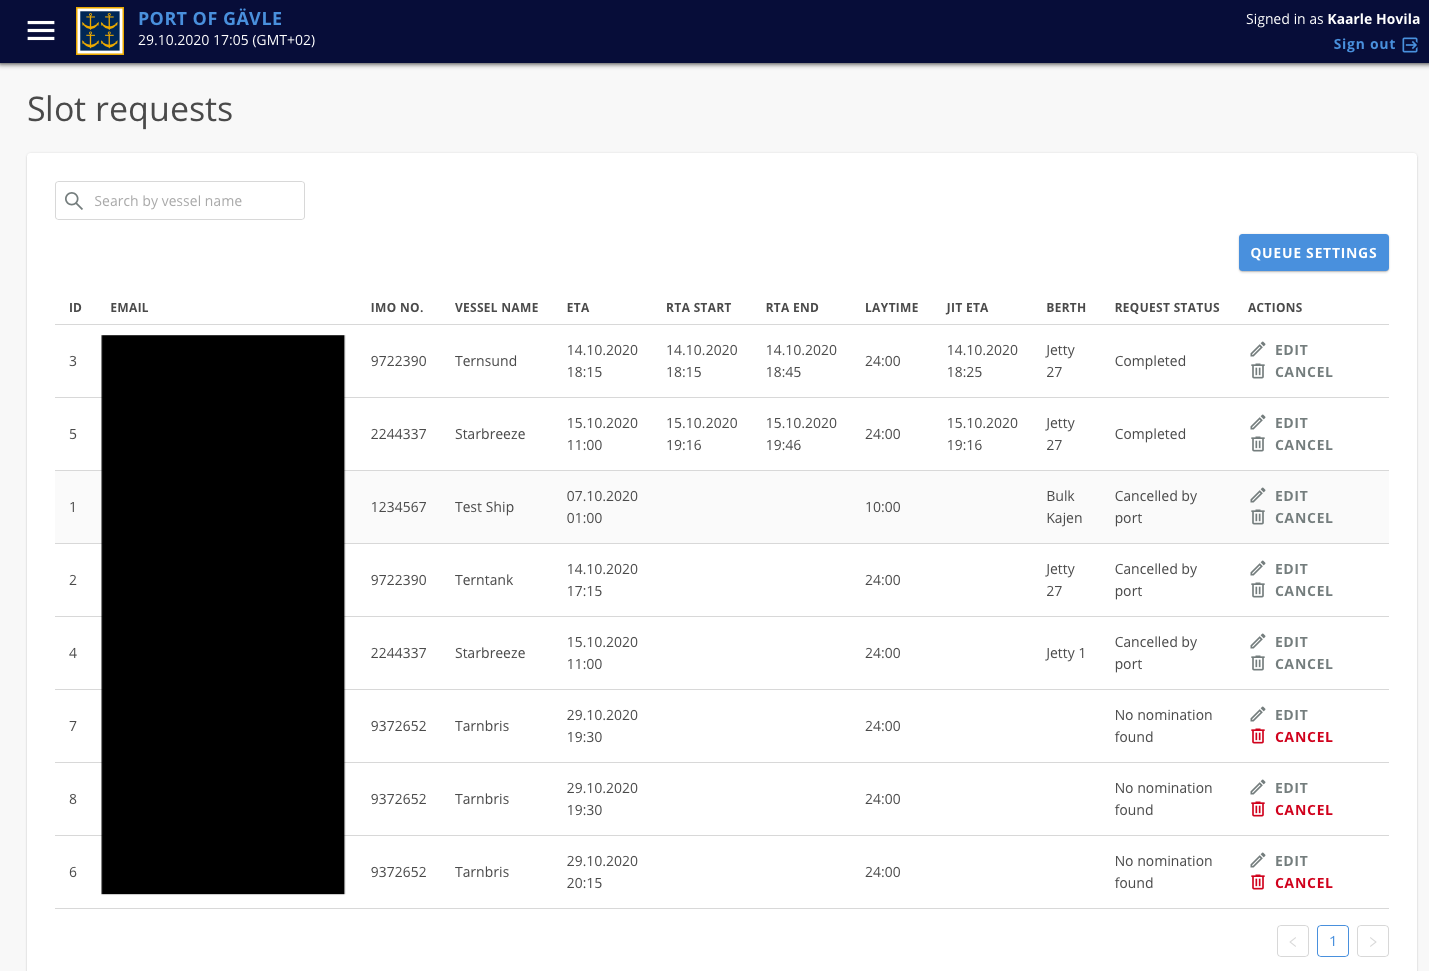 PORT OF GÄVLE
29.10.2020 17:05 (GMT+02)
Signed in as Kaarle Hovila
Sign out
Slot requests
Search by vessel name
QUEUE SETTINGS
ID EMAIL IMO NO. VESSEL NAME ETA RTA START RTA END LAYTIME JIT ETA BERTH REQUEST STATUS ACTIONS
3 9722390 Ternsund 14.10.2020 18:15 14.10.2020 18:15 14.10.2020 18:45 24:00 14.10.2020 18:25 Jetty 27 Completed EDIT CANCEL
5 2244337 Starbreeze 15.10.2020 11:00 15.10.2020 19:16 15.10.2020 19:46 24:00 15.10.2020 19:16 Jetty 27 Completed EDIT CANCEL
1 1234567 Test Ship 07.10.2020 01:00 10:00 Bulk Kajen Cancelled by port EDIT CANCEL
2 9722390 Terntank 14.10.2020 17:15 24:00 Jetty 27 Cancelled by port EDIT CANCEL
4 2244337 Starbreeze 15.10.2020 11:00 24:00 Jetty 1 Cancelled by port EDIT CANCEL
7 9372652 Tarnbris 29.10.2020 19:30 24:00 No nomination found EDIT CANCEL
8 9372652 Tarnbris 29.10.2020 19:30 24:00 No nomination found EDIT CANCEL
6 9372652 Tarnbris 29.10.2020 20:15 24:00 No nomination found EDIT CANCEL
< 1 >